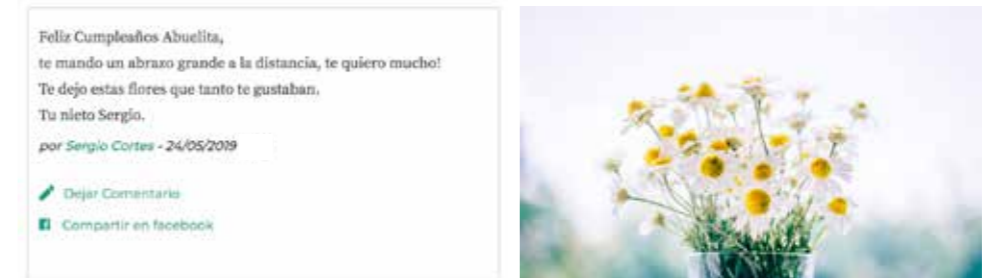 Feliz Cumpleaños Abuelita,
te mando un abrazo grande a la distancia, te quiero mucho!
Te dejo estas flores que tanto te gustaban.
Tu nieto Sergio.
por Sergio Cortes - 24/05/2019
Dejar Comentario
Compartir en facebook